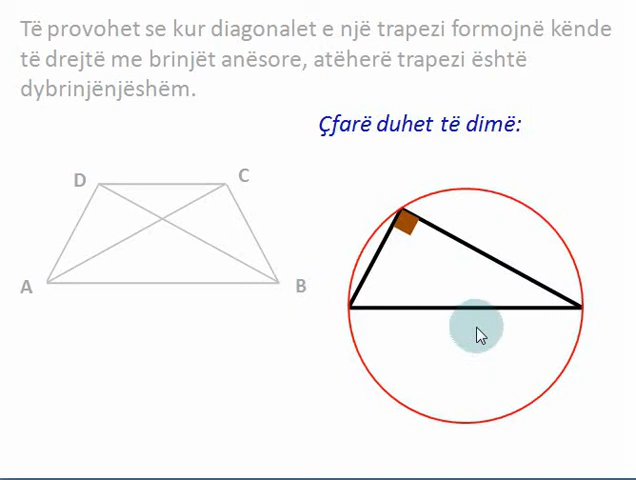 Të provohet se kur diagonalet e një trapezi formojnë kënde
të drejtë me brinjët anësore, atëherë trapezi është
dybrinjënjëshëm.
Çfarë duhet të dimë:
D
C
A
B